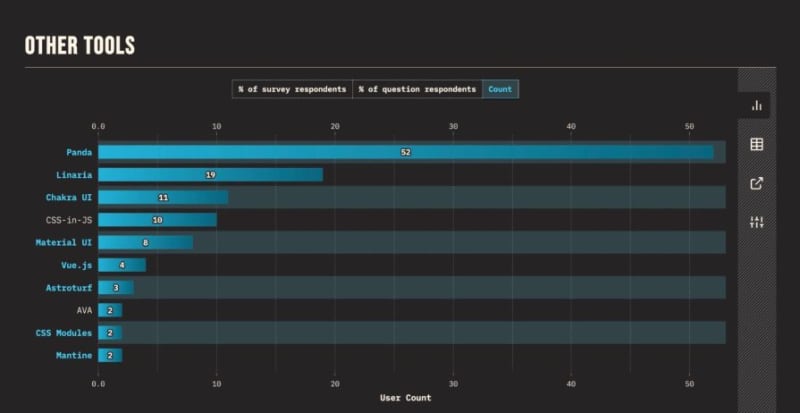 OTHER TOOLS
% of survey respondents % of question respondents Count
0.0 10 20 30 40 50
Panda 52
Linaria 19
Chakra UI 11
CSS-in-JS 10
Material UI 8
Vue.js 4
Astroturf 3
AVA 2
CSS Modules 2
Mantine 2
0.0 10 20 30 40 50
User Count